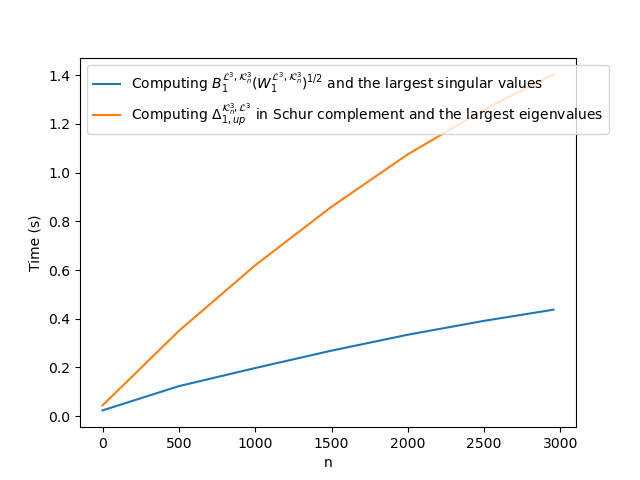 Computing $B_1^{\mathcal{L}^3,\mathcal{K}_n^3}(W_1^{\mathcal{L}^3,\mathcal{K}_n^3})^{1/2}$ and the largest singular values
Computing $\Delta_{1,up}^{\mathcal{K}_n^3,\mathcal{L}^3}$ in Schur complement and the largest eigenvalues
1.4
1.2
1.0
0.8
0.6
0.4
0.2
0.0
Time (s)
0 500 1000 1500 2000 2500 3000
n